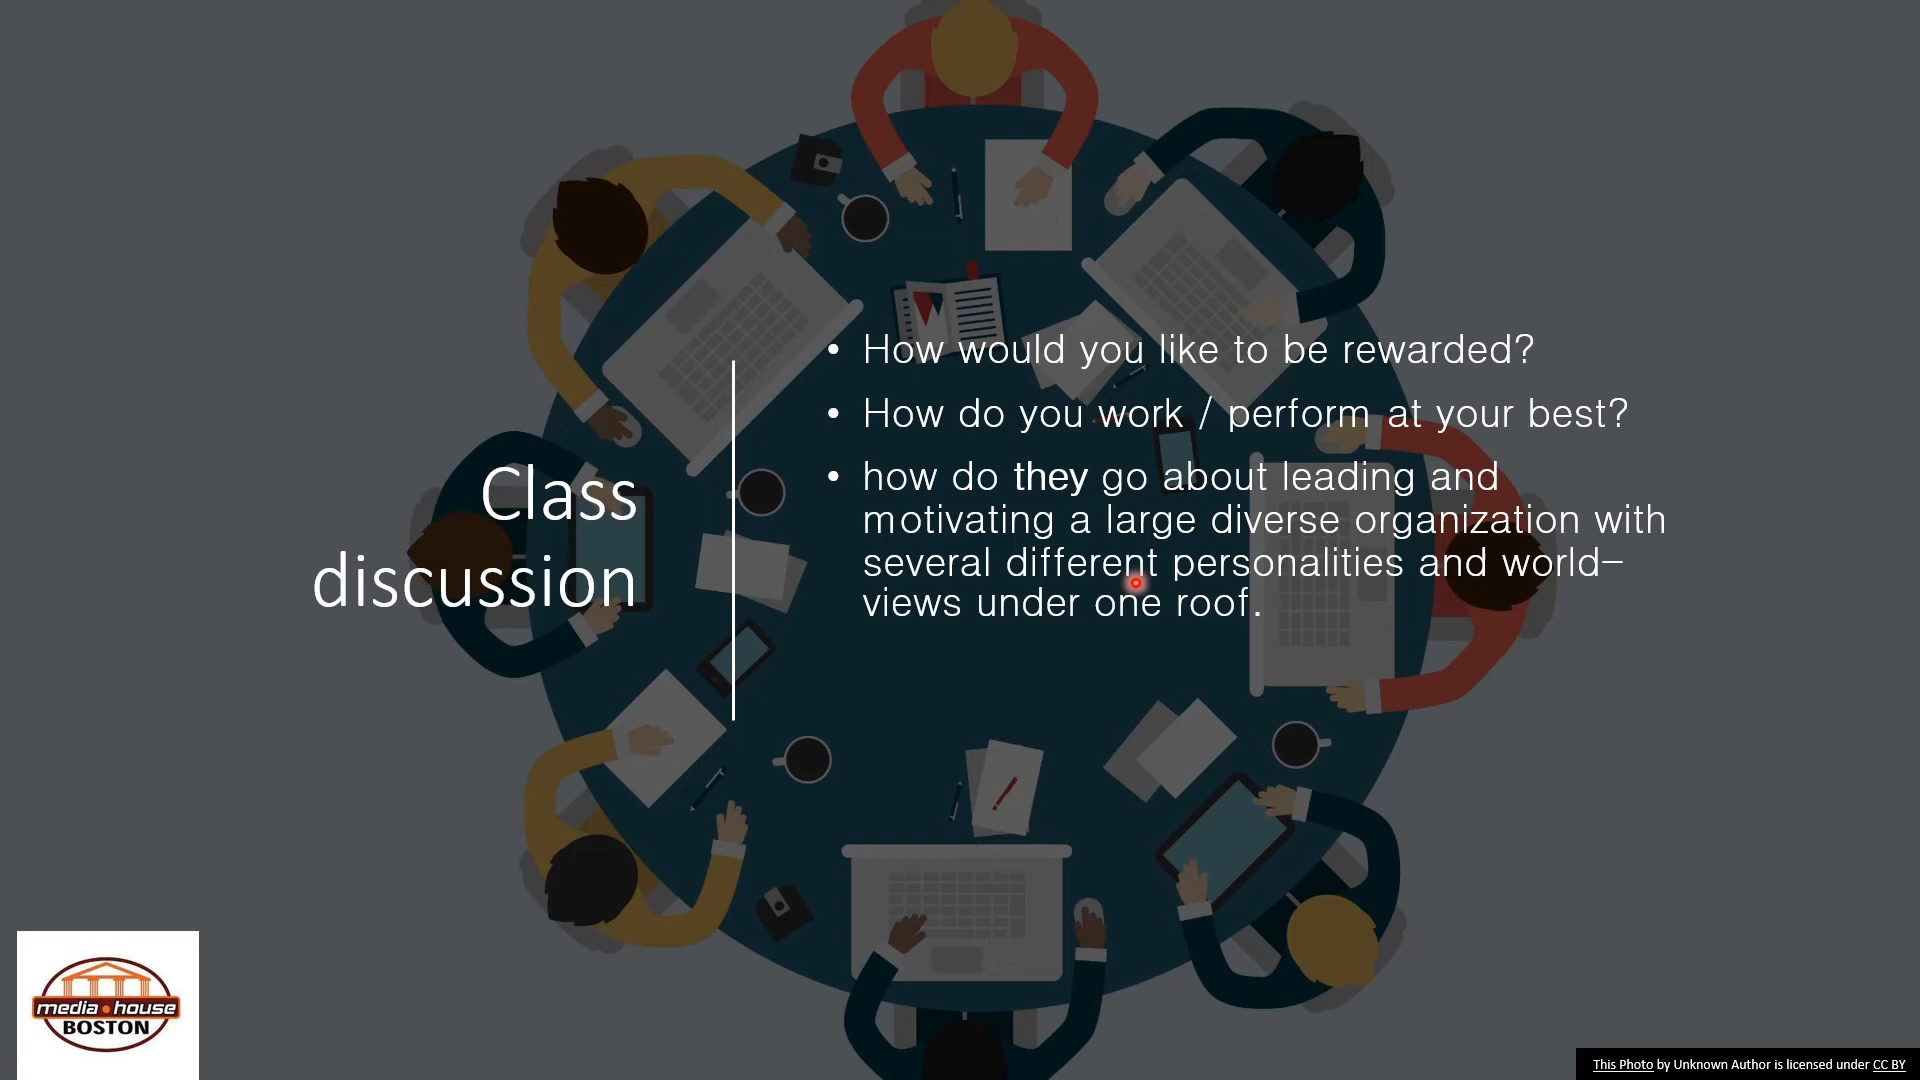 Class
discussion
• How would you like to be rewarded?
• How do you work / perform at your best?
• how do they go about leading and
motivating a large diverse organization with
several different personalities and world-
views under one roof.
media • house
BOSTON
This Photo by Unknown Author is licensed under CC BY